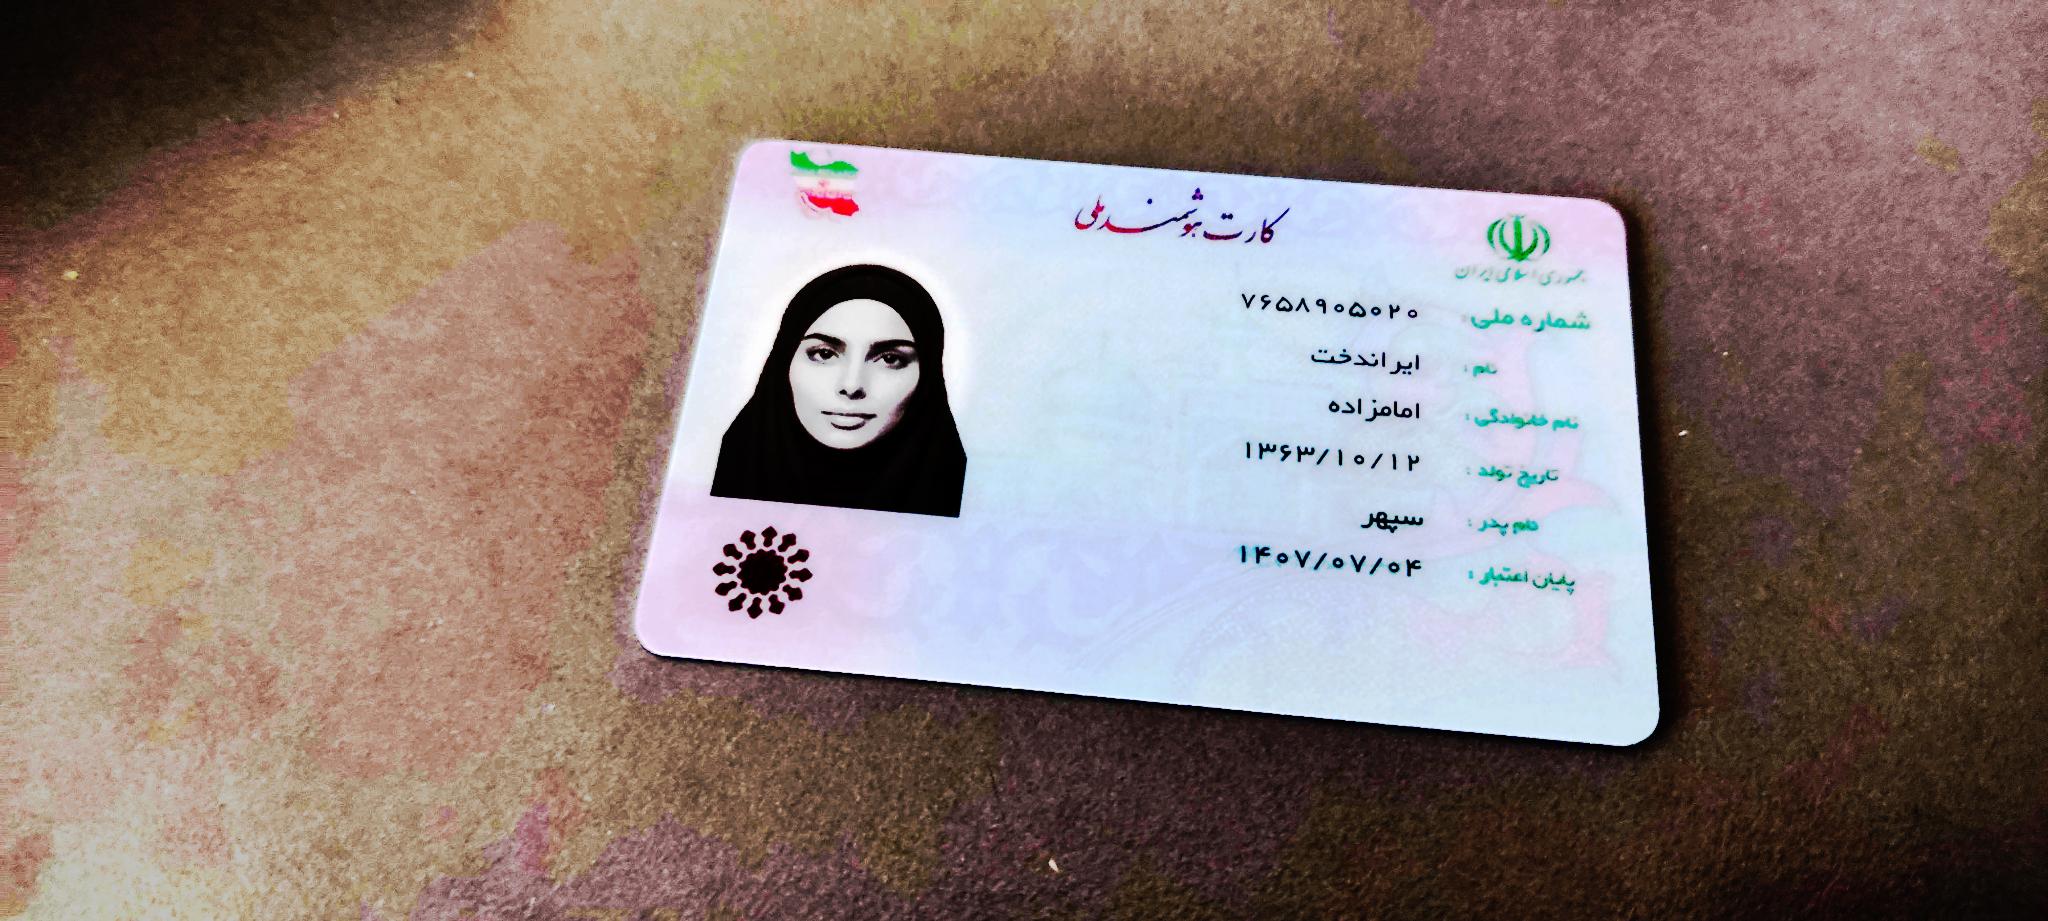 کارت هوشمند ملی
جمهوری اسلامی ایران
شماره ملی: ۷۶۵۸۹۰۵۰۲۰
نام: ایراندخت
نام خانوادگی: امامزاده
تاریخ تولد: ۱۳۶۳/۱۰/۱۲
نام پدر: سپهر
پایان اعتبار: ۱۴۰۷/۰۷/۰۴